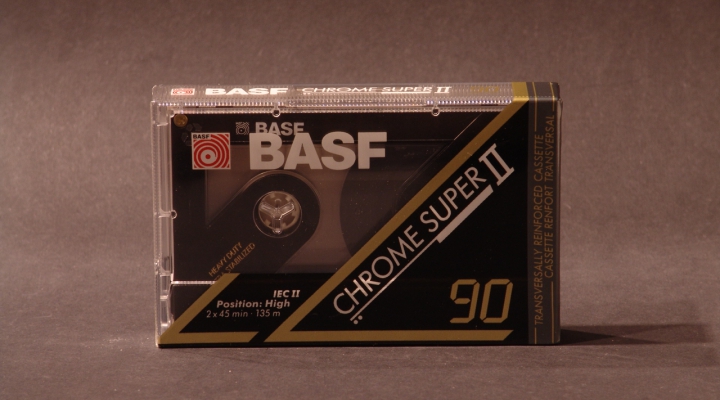 BASF CHROME SUPER II
BASF
BASF
BASF
CHROME SUPER II
HEAVY DUTY
STABILIZED
IEC II
Position: High
2 x 45 min · 135 m
90
TRANSVERSALLY REINFORCED CASSETTE
CASSETTE RENFORT TRANSVERSAL